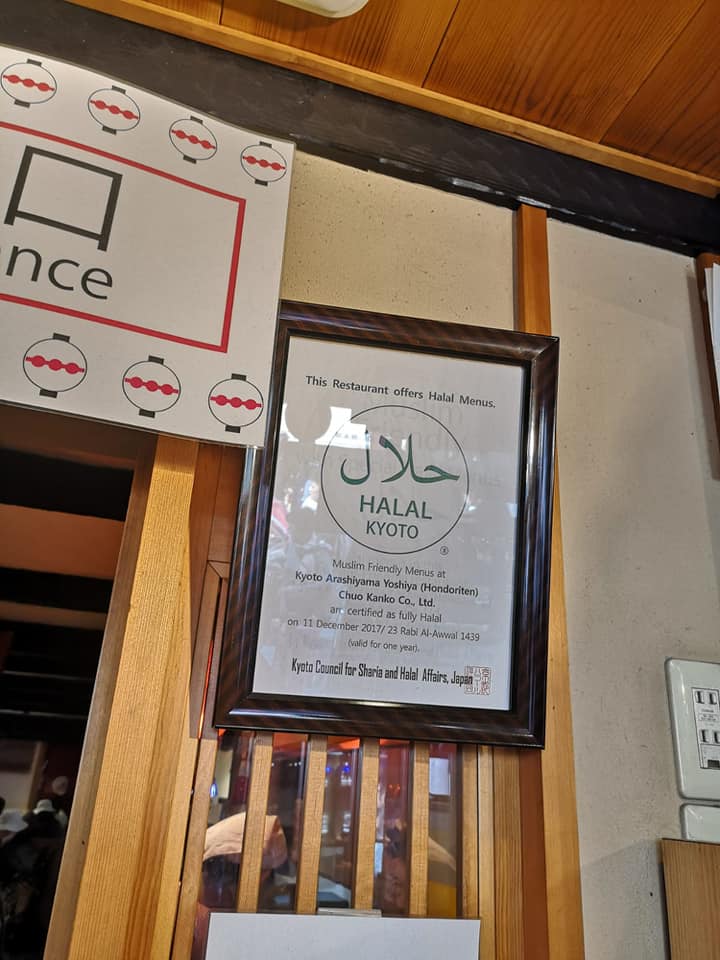 口
nce
This Restaurant offers Halal Menus.
حلال
HALAL
KYOTO
®
Muslim Friendly Menus at
Kyoto Arashiyama Yoshiya (Hondoriten)
Chuo Kanko Co., Ltd.
are certified as fully Halal
on 11 December 2017/ 23 Rabi Al-Awwal 1439
(valid for one year).
Kyoto Council for Sharia and Halal Affairs, Japan